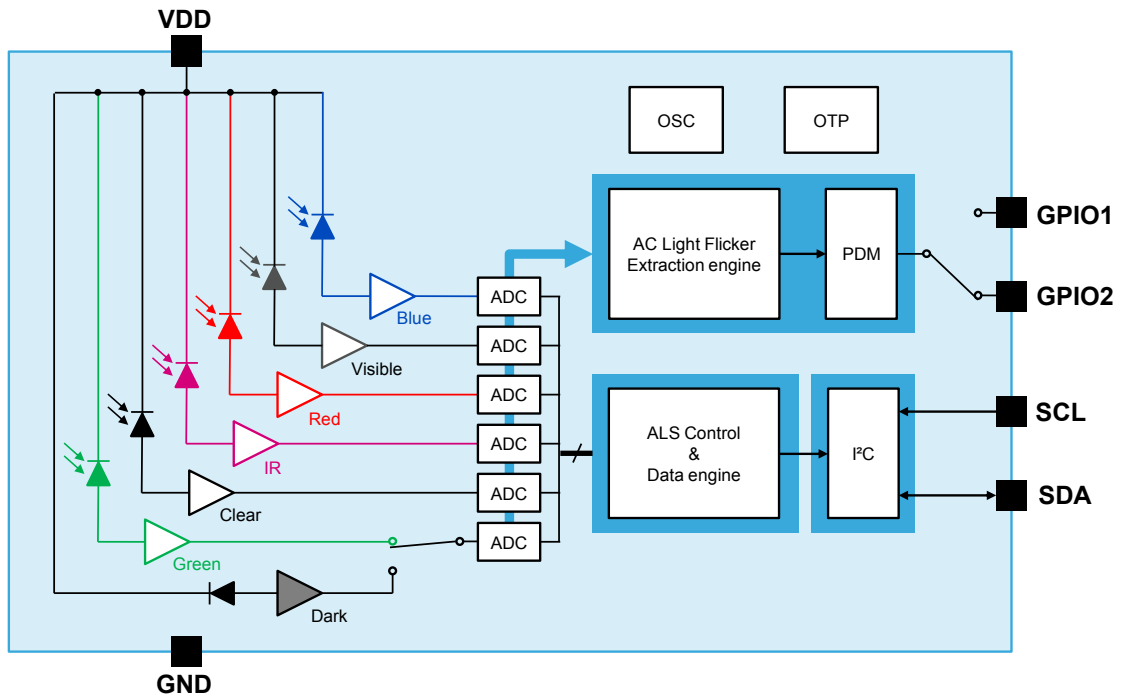 VDD
OSC
OTP
AC Light Flicker
Extraction engine
PDM
GPIO1
GPIO2
ADC
Blue
ADC
Visible
ADC
Red
ADC
IR
ADC
Clear
ADC
Green
Dark
ALS Control
&
Data engine
I²C
SCL
SDA
GND